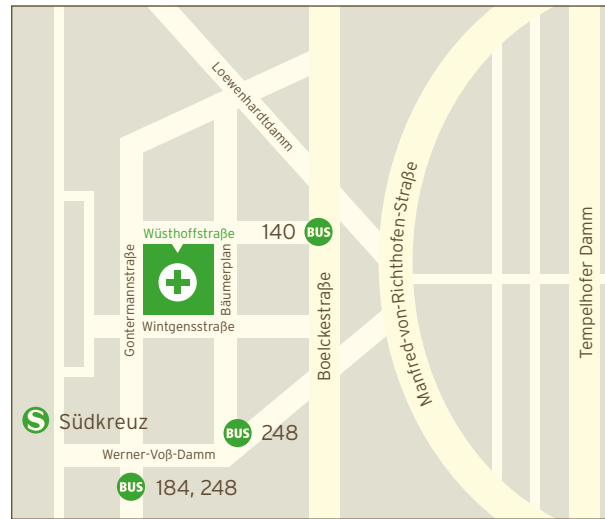 Loewenhardtdamm
Wüsthoffstraße
140 BUS
Gontermannstraße
Bäumerplan
Wintgensstraße
Boelckestraße
Manfred-von-Richthofen-Straße
Tempelhofer Damm
S Südkreuz
BUS 248
Werner-Voß-Damm
BUS 184, 248